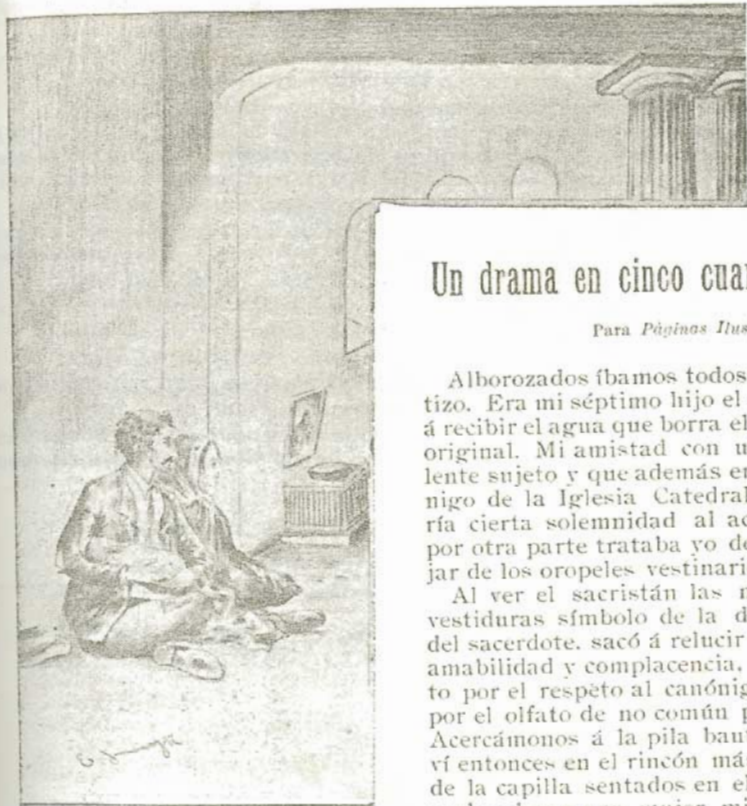 Un drama en cinco cua
Para Páginas Ilus
Alborozados íbamos todos
tizo. Era mi séptimo hijo el
á recibir el agua que borra el
original. Mi amistad con u
lente sujeto y que además er
nigo de la Iglesia Catedral
ría cierta solemnidad al ac
por otra parte trataba yo de
jar de los oropeles vestinari
Al ver el sacristán las
vestiduras símbolo de la d
del sacerdote, sacó á relucir
amabilidad y complacencia,
to por el respeto al canónig
por el olfato de no común p
Acercámonos á la pila bau
ví entonces en el rincón má
de la capilla sentados en e